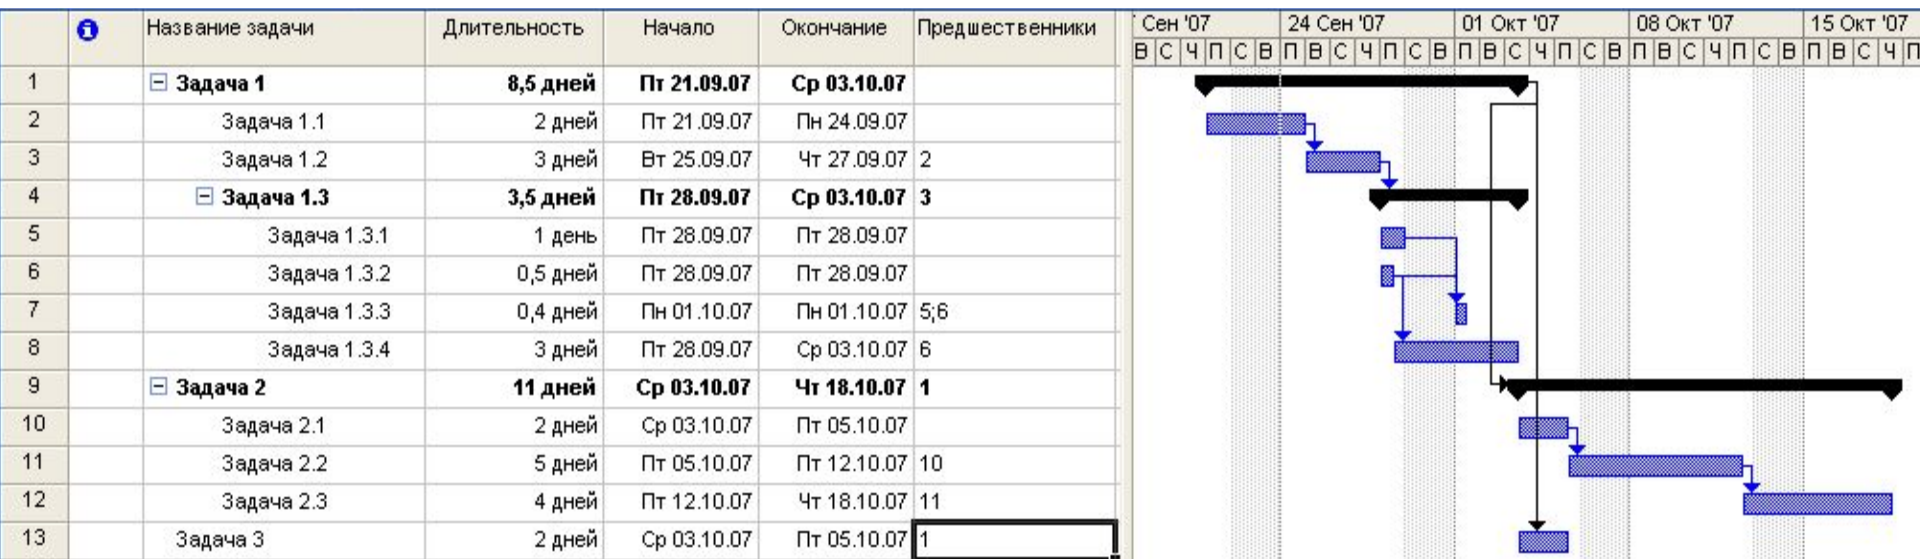 Название задачи Длительность Начало Окончание Предшественники Сен '07 24 Сен '07 01 Окт '07 08 Окт '07 15 Окт '07
В С Ч П С В П В С Ч П С В П В С Ч П С В П В С Ч П С В П В С Ч П
1 Задача 1 8,5 дней Пт 21.09.07 Ср 03.10.07
2 Задача 1.1 2 дней Пт 21.09.07 Пн 24.09.07
3 Задача 1.2 3 дней Вт 25.09.07 Чт 27.09.07 2
4 Задача 1.3 3,5 дней Пт 28.09.07 Ср 03.10.07 3
5 Задача 1.3.1 1 день Пт 28.09.07 Пт 28.09.07
6 Задача 1.3.2 0,5 дней Пт 28.09.07 Пт 28.09.07
7 Задача 1.3.3 0,4 дней Пн 01.10.07 Пн 01.10.07 5;6
8 Задача 1.3.4 3 дней Пт 28.09.07 Ср 03.10.07 6
9 Задача 2 11 дней Ср 03.10.07 Чт 18.10.07 1
10 Задача 2.1 2 дней Ср 03.10.07 Пт 05.10.07
11 Задача 2.2 5 дней Пт 05.10.07 Пт 12.10.07 10
12 Задача 2.3 4 дней Пт 12.10.07 Чт 18.10.07 11
13 Задача 3 2 дней Ср 03.10.07 Пт 05.10.07 1